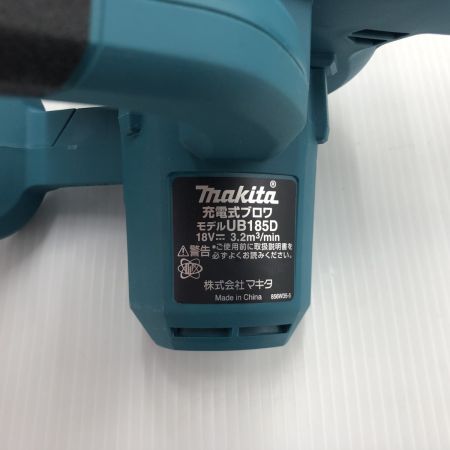 makita®
充電式ブロワ
モデルUB185D
18V⎓ 3.2m³/min
⚠警告 *ご使用前に取扱説明書を
必ずよくお読みください。
株式会社マキタ
Made in China